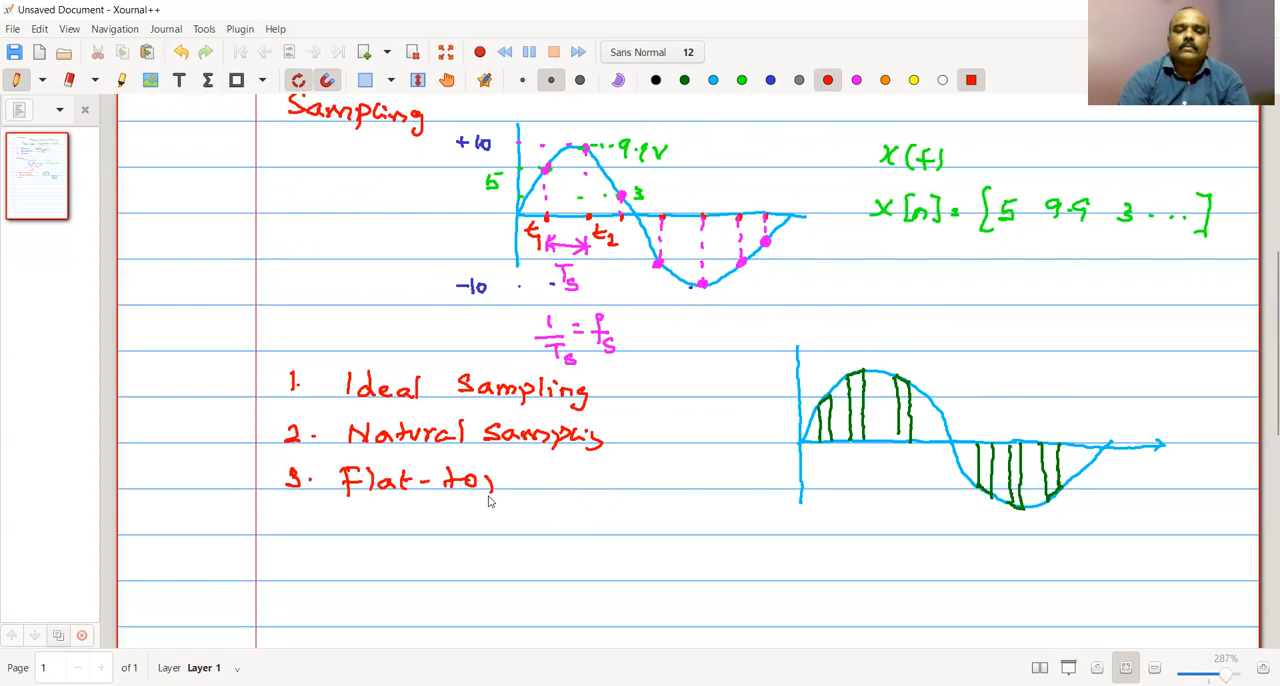 Unsaved Document - Xournal++
File Edit View Navigation Journal Tools Plugin Help
Sans Normal 12
Sampling
+10
9.9V
5
3
t1 t2
Ts
-10
1/Ts = fs
x(t)
x[n] = [5 9.9 3 ...]
1. Ideal Sampling
2. Natural Sampling
3. Flat-to
Page 1 of 1 Layer Layer 1
287%